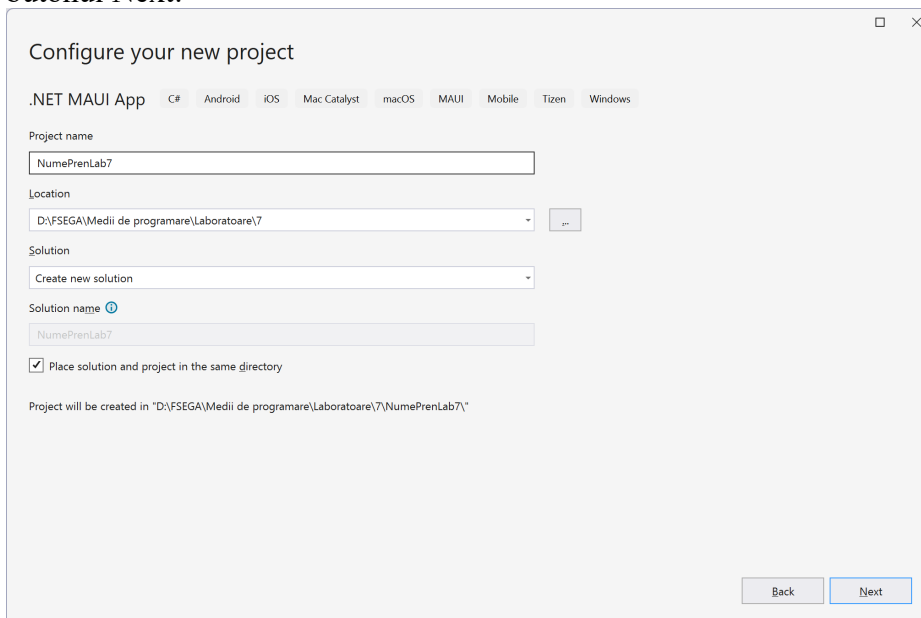 butonul Next.
Configure your new project
.NET MAUI App C# Android iOS Mac Catalyst macOS MAUI Mobile Tizen Windows
Project name
NumePrenLab7
Location
D:\FSEGA\Medii de programare\Laboratoare\7
...
Solution
Create new solution
Solution name
NumePrenLab7
Place solution and project in the same directory
Project will be created in "D:\FSEGA\Medii de programare\Laboratoare\7\NumePrenLab7\"
Back Next